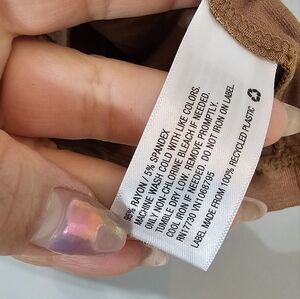 95% RAYON / 5% SPANDEX
MACHINE WASH COLD WITH LIKE COLORS.
ONLY NON-CHLORINE BLEACH IF NEEDED.
TUMBLE DRY LOW. REMOVE PROMPTLY.
COOL IRON IF NEEDED. DO NOT IRON ON LABEL
RN17730 VN1068795
LABEL MADE FROM 100% RECYCLED PLASTIC